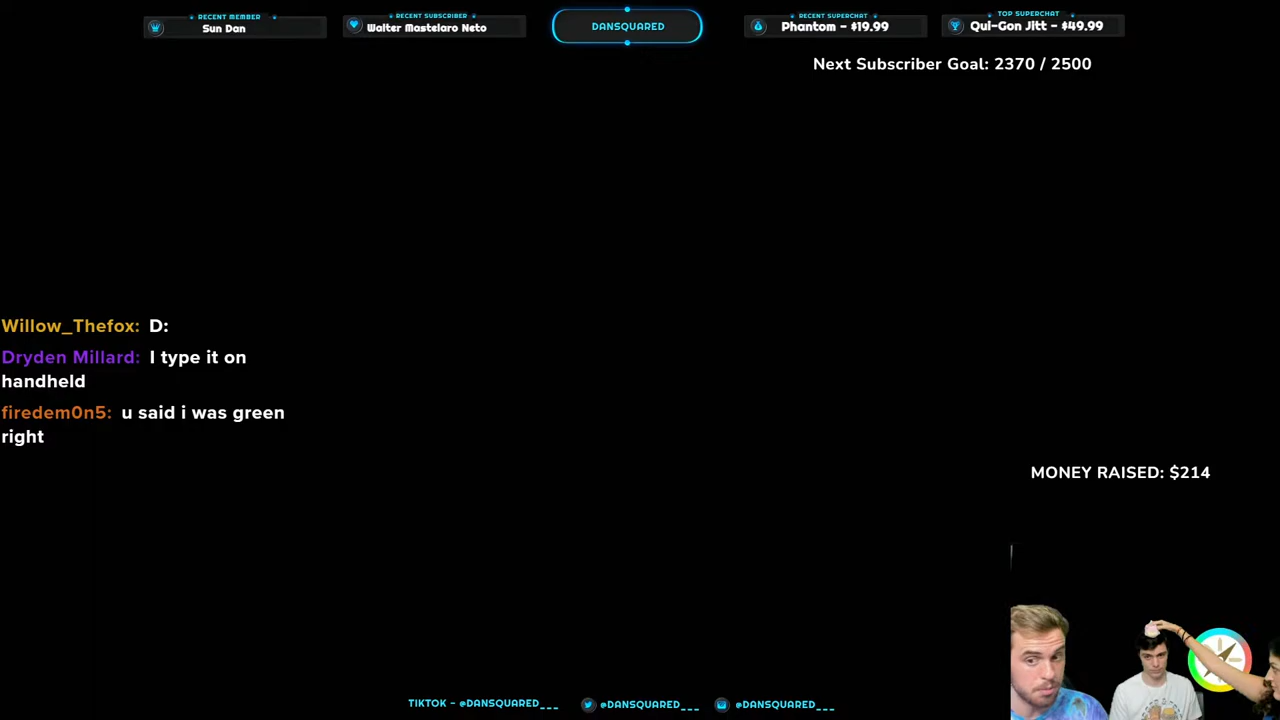 RECENT MEMBER
Sun Dan
RECENT SUBSCRIBER
Walter Mastelaro Neto
DANSQUARED
RECENT SUPERCHAT
Phantom - $19.99
TOP SUPERCHAT
Qui-Gon Jitt - $49.99
Next Subscriber Goal: 2370 / 2500
Willow_Thefox: D:
Dryden Millard: I type it on
handheld
firedem0n5: u said i was green
right
MONEY RAISED: $214
TIKTOK - @DANSQUARED___
@DANSQUARED___
@DANSQUARED___